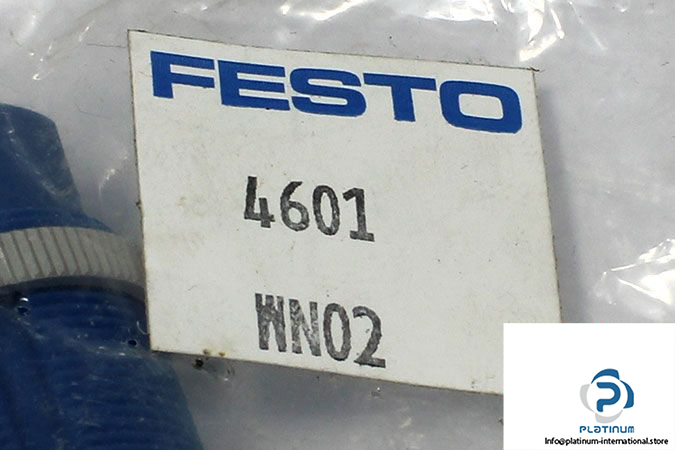 FESTO
4601
WN02
PLATINUM
Info@platinum-international.store